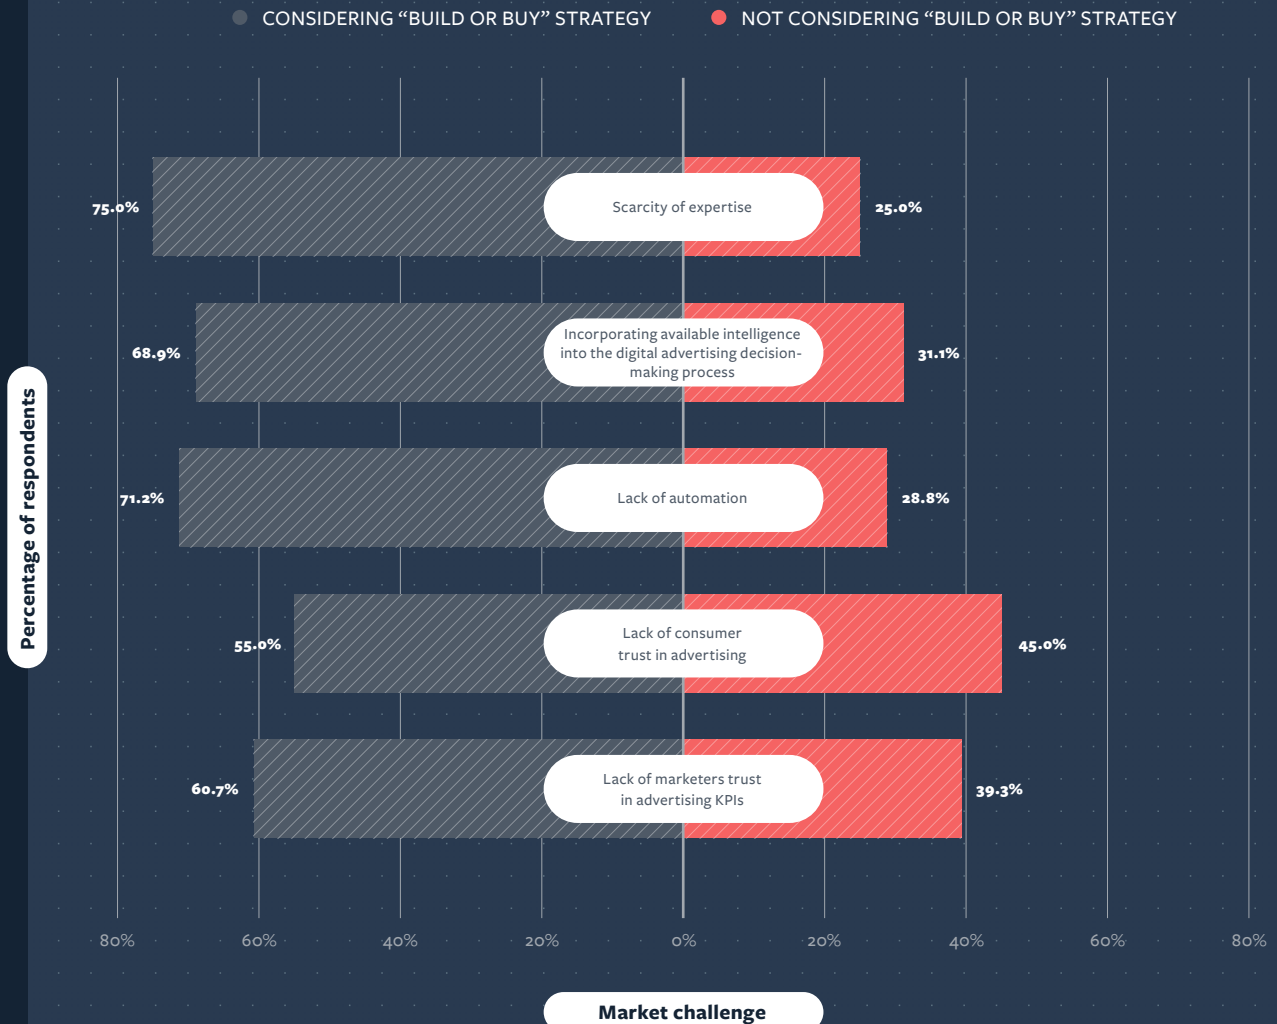 CONSIDERING “BUILD OR BUY” STRATEGY
NOT CONSIDERING “BUILD OR BUY” STRATEGY
75.0%
Scarcity of expertise
25.0%
68.9%
Incorporating available intelligence
into the digital advertising decision-
making process
31.1%
71.2%
Lack of automation
28.8%
55.0%
Lack of consumer
trust in advertising
45.0%
60.7%
Lack of marketers trust
in advertising KPIs
39.3%
Percentage of respondents
80%
60%
40%
20%
0%
20%
40%
60%
80%
Market challenge